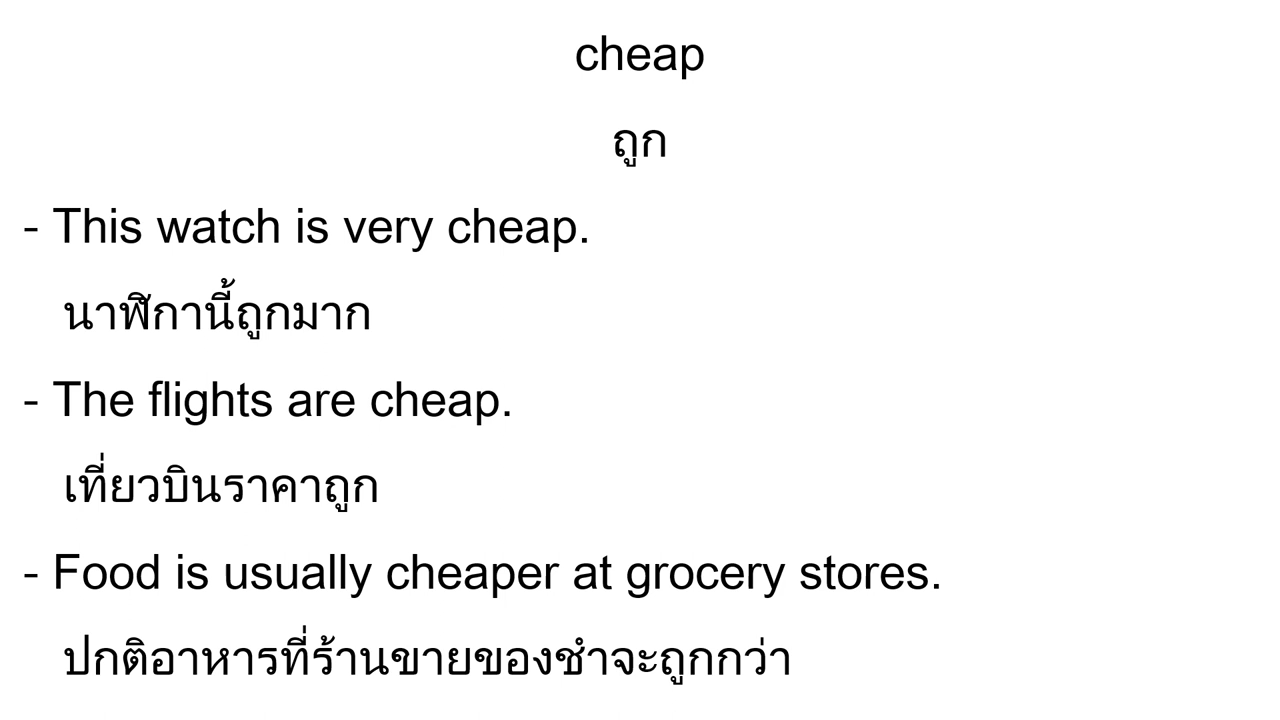 cheap
ถูก
- This watch is very cheap.
นาฬิกานี้ถูกมาก
- The flights are cheap.
เที่ยวบินราคาถูก
- Food is usually cheaper at grocery stores.
ปกติอาหารที่ร้านขายของชำจะถูกกว่า